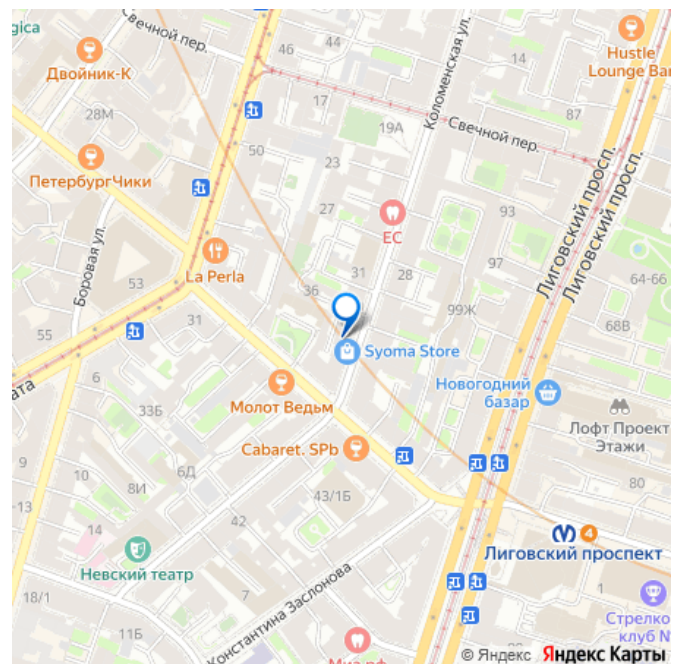 gica
Свечной пер.
46
44
Коломенская ул.
14
Hustle
Lounge Bar
Двойник-К
28М
17
19А
Свечной пер.
87
50
23
ПетербургЧики
27
ЕС
93
Лиговский просп.
Лиговский просп.
Боровая ул.
La Perla
53
31
28
97
64-66
36
55
31
99Ж
68В
Syoma Store
Новогодний
базар
ата
6
Молот Ведьм
33Б
Лофт Проект
Этажи
Cabaret. SPb
9
10
6Д
8И
43/1Б
80
14
42
4
Лиговский проспект
Невский театр
18/1
7
Константина Заслонова
Стрелко
клуб N
11Б
Миа.рф
© Яндекс Яндекс Карты